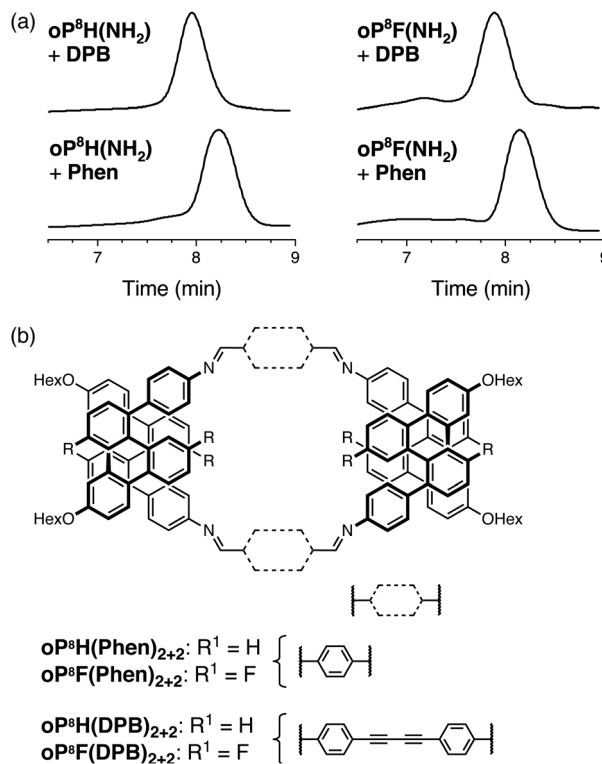 (a)
oP⁸H(NH₂)
+ DPB
oP⁸F(NH₂)
+ DPB
oP⁸H(NH₂)
+ Phen
oP⁸F(NH₂)
+ Phen
7 8 9
7 8 9
Time (min)
Time (min)
(b)
N N
HexO OHex
R R R R
R R
HexO OHex
N N
oP⁸H(Phen)₂₊₂: R¹ = H
oP⁸F(Phen)₂₊₂: R¹ = F
oP⁸H(DPB)₂₊₂: R¹ = H
oP⁸F(DPB)₂₊₂: R¹ = F